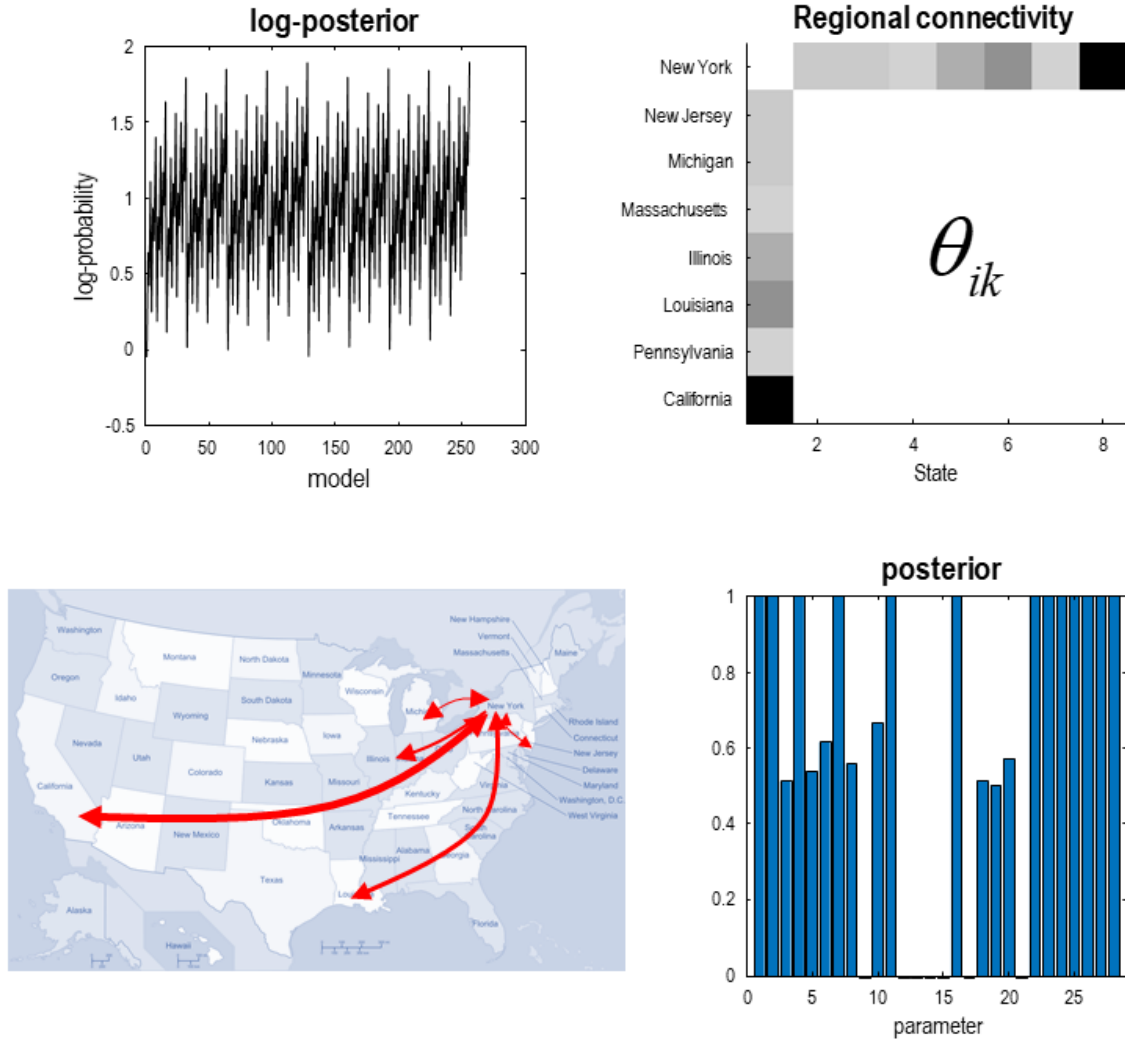 log-posterior
2
1.5
1
0.5
0
-0.5
log-probability
0 50 100 150 200 250 300
model
Regional connectivity
New York
New Jersey
Michigan
Massachusetts
Illinois
Louisiana
Pennsylvania
California
θik
2 4 6 8
State
Washington
Oregon
California
Nevada
Idaho
Montana
Wyoming
Utah
Arizona
Colorado
New Mexico
North Dakota
South Dakota
Nebraska
Kansas
Oklahoma
Texas
Minnesota
Iowa
Missouri
Arkansas
Wisconsin
Illinois
Kentucky
Tennessee
Mississippi
Alabama
Georgia
Florida
South
Carolina
North Carolina
Virginia
New York
New Hampshire
Vermont
Massachusetts
Maine
Rhode Island
Connecticut
New Jersey
Delaware
Maryland
Washington, D.C.
West Virginia
Alaska
Hawaii
posterior
1
0.8
0.6
0.4
0.2
0
0 5 10 15 20 25
parameter